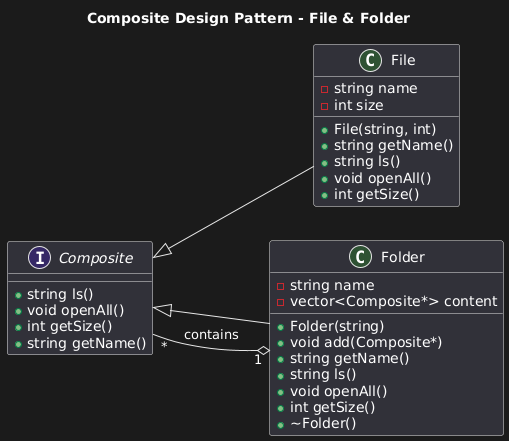 Composite Design Pattern - File & Folder
C File
string name
int size
File(string, int)
string getName()
string ls()
void openAll()
int getSize()
I Composite
string ls()
void openAll()
int getSize()
string getName()
C Folder
string name
vector<Composite*> content
Folder(string)
void add(Composite*)
string getName()
string ls()
void openAll()
int getSize()
~Folder()
contains
*
1